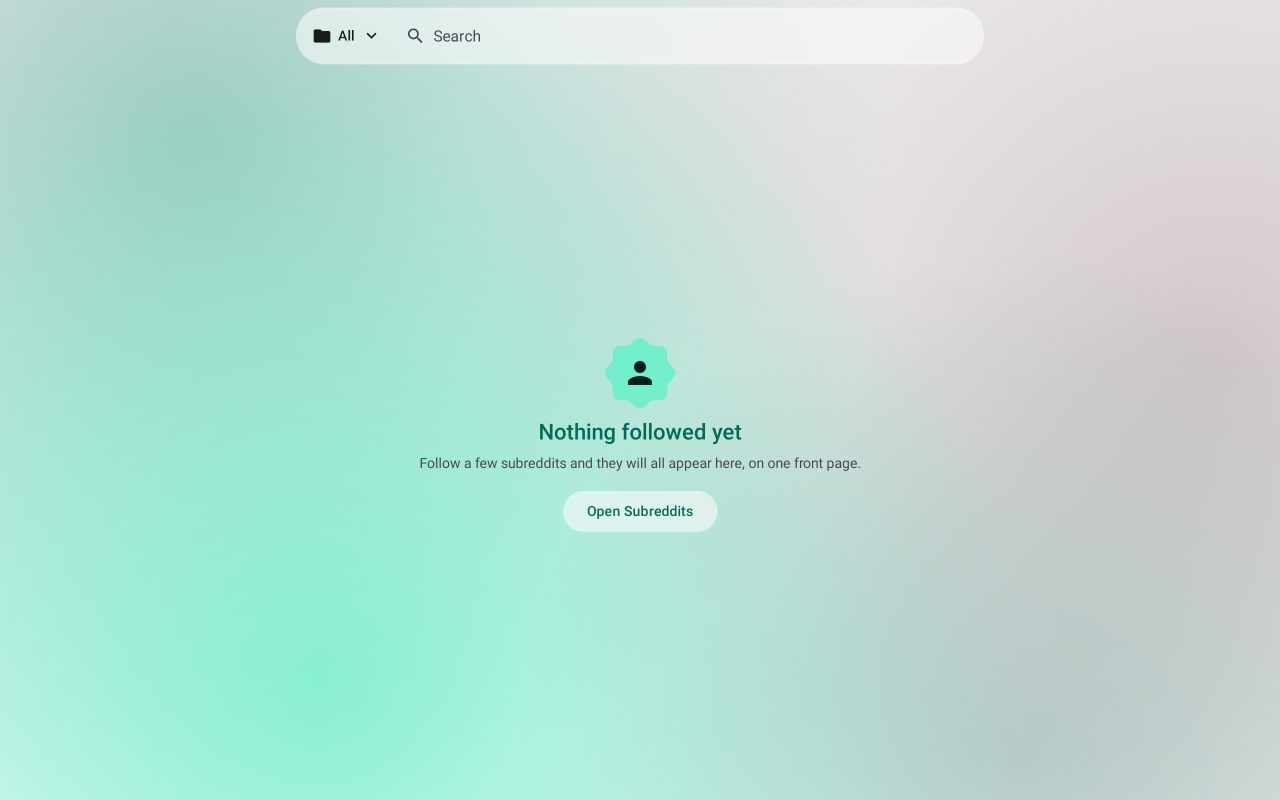 All
Search
Nothing followed yet
Follow a few subreddits and they will all appear here, on one front page.
Open Subreddits